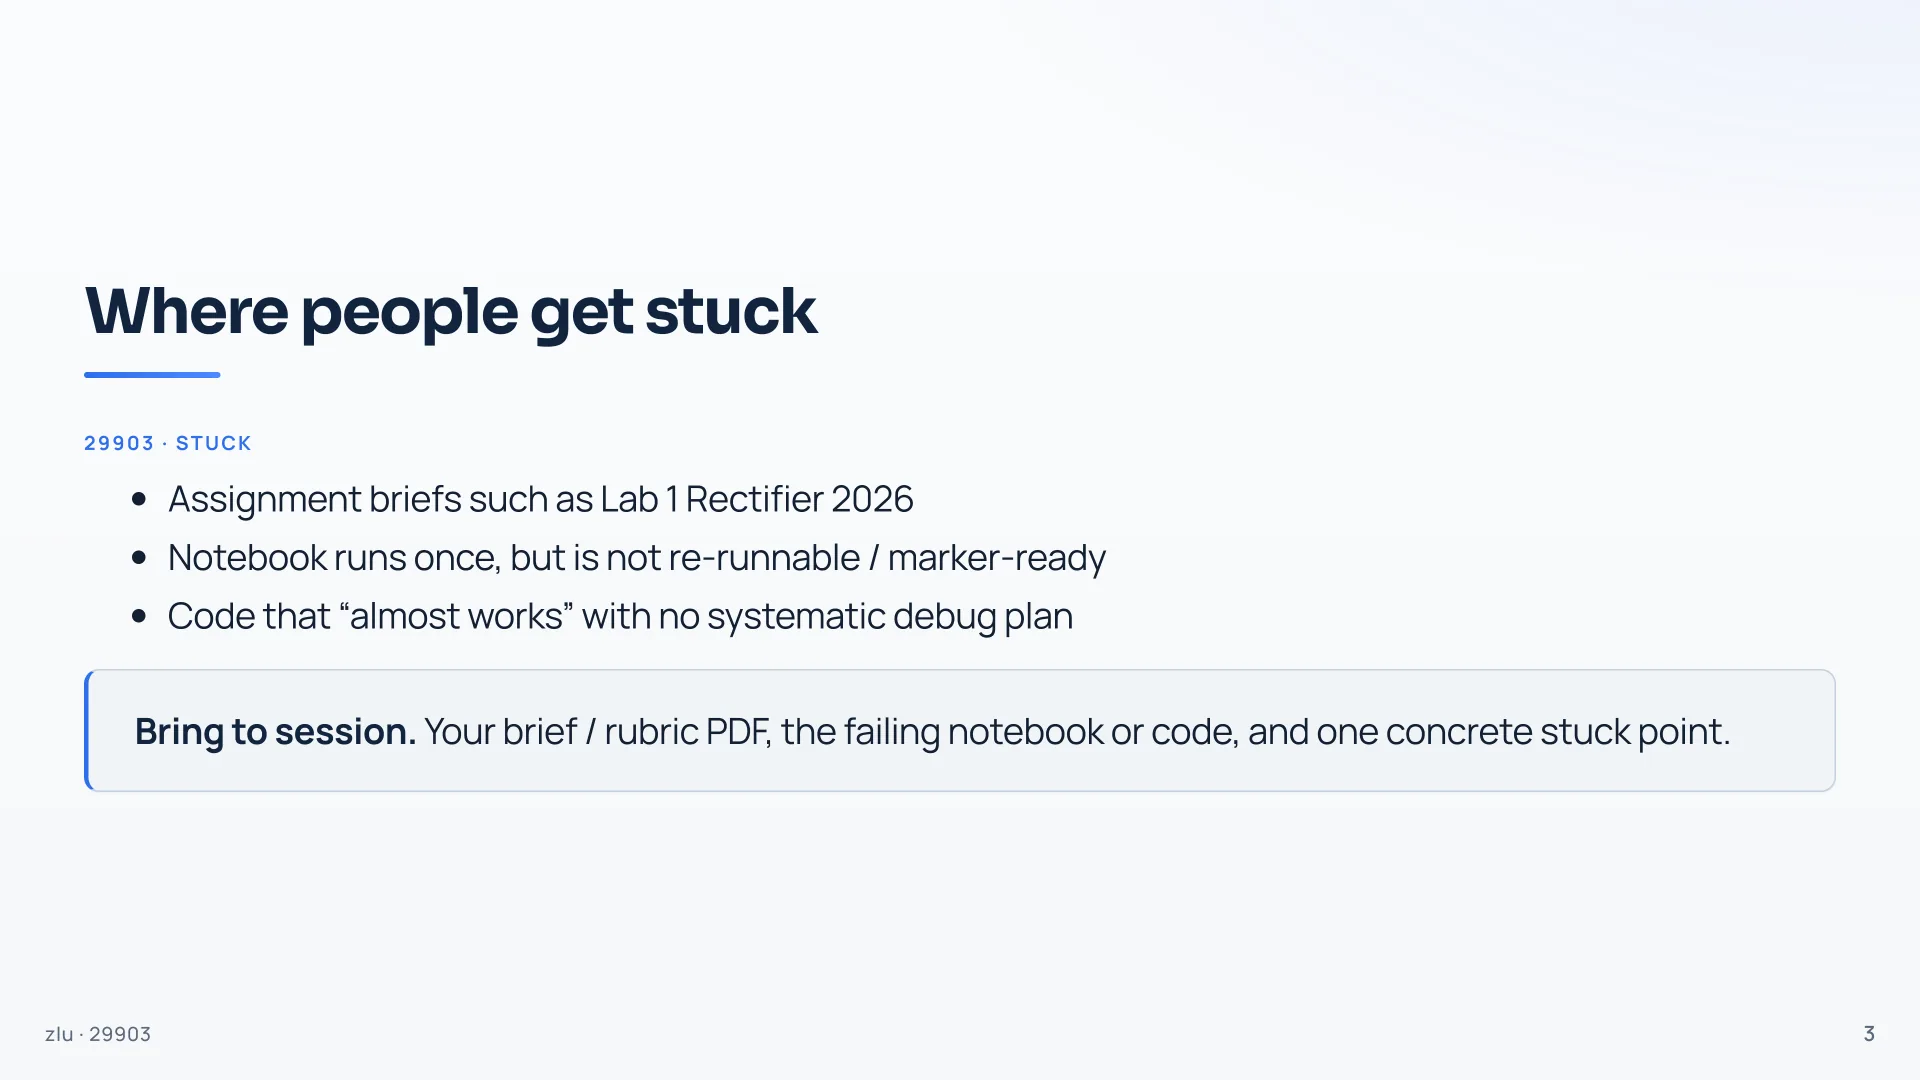 Where people get stuck
29903 · STUCK
• Assignment briefs such as Lab 1 Rectifier 2026
• Notebook runs once, but is not re-runnable / marker-ready
• Code that “almost works” with no systematic debug plan
Bring to session. Your brief / rubric PDF, the failing notebook or code, and one concrete stuck point.
zlu · 29903
3